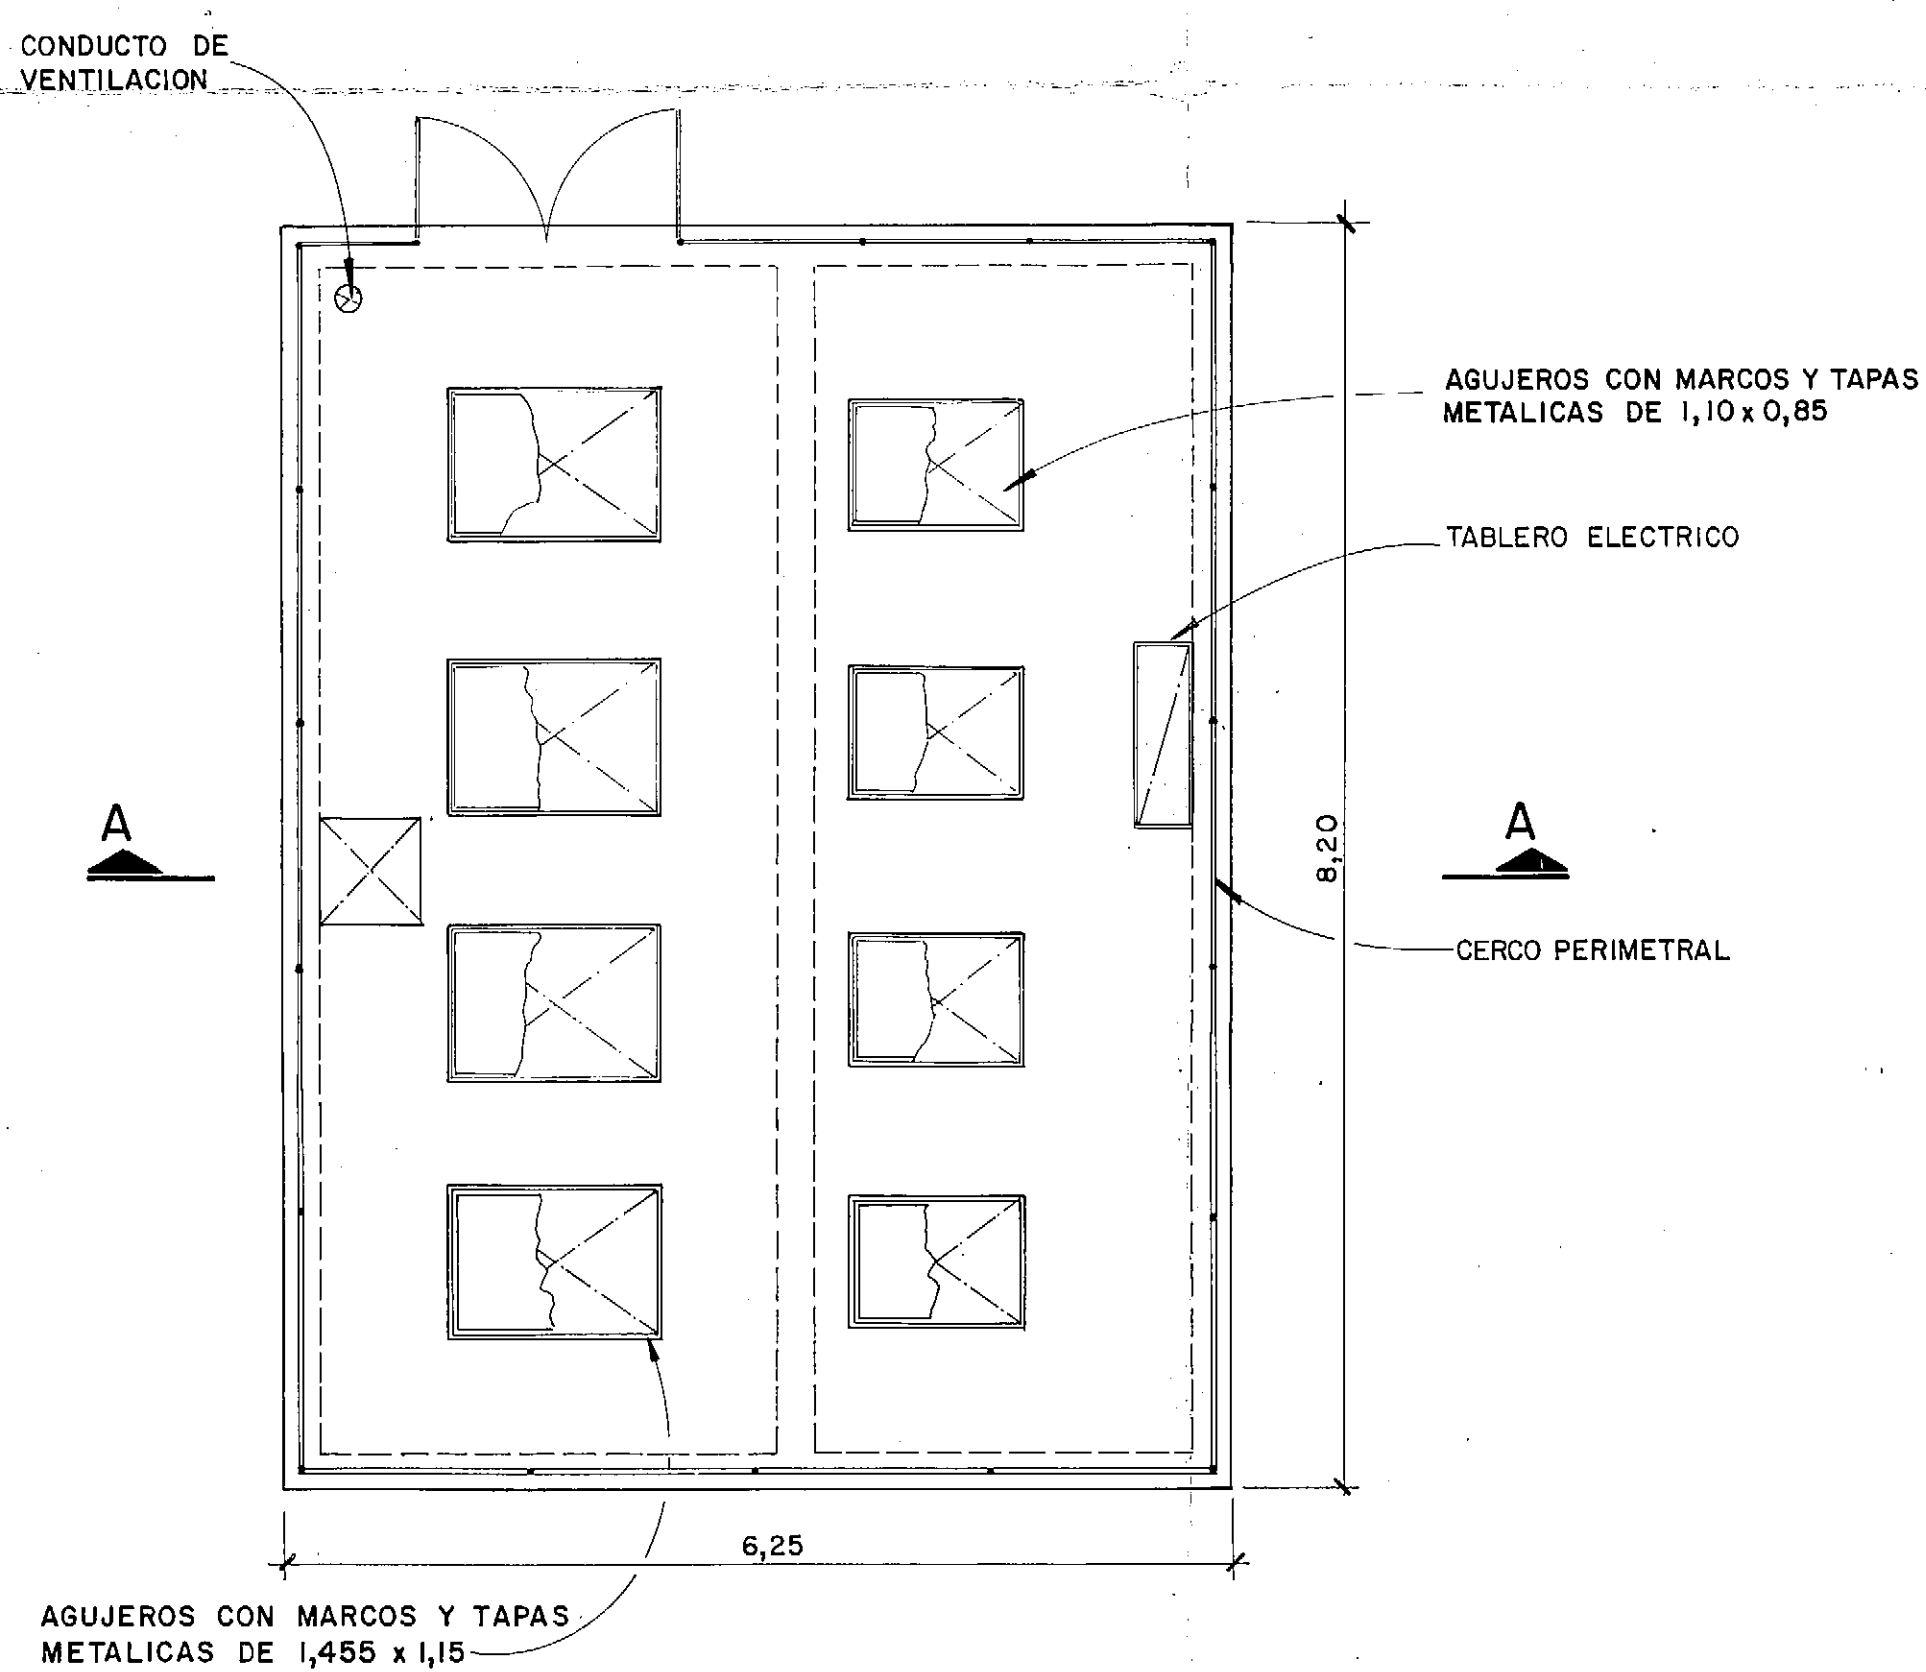 CONDUCTO DE
VENTILACION
AGUJEROS CON MARCOS Y TAPAS
METALICAS DE 1,10 x 0,85
TABLERO ELECTRICO
A
A
8,20
CERCO PERIMETRAL
6,25
AGUJEROS CON MARCOS Y TAPAS
METALICAS DE 1,455 x 1,15